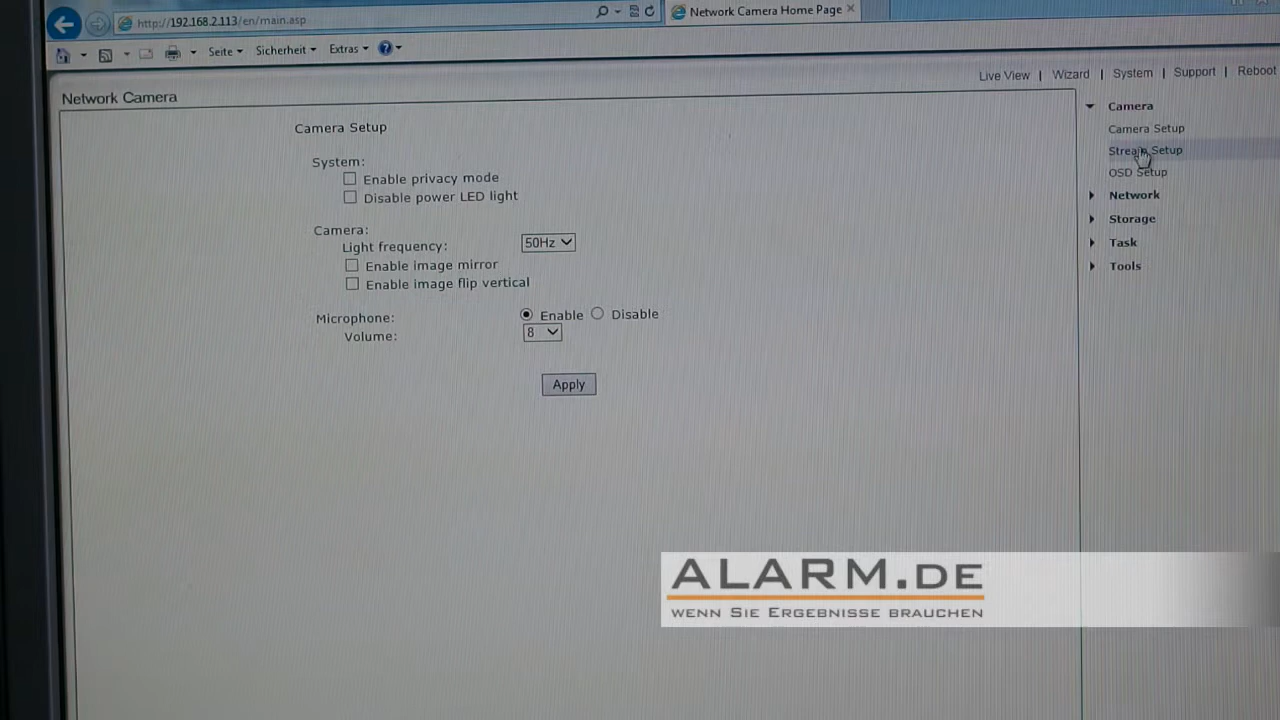 http://192.168.2.113/en/main.asp
Network Camera Home Page
Seite
Sicherheit
Extras
Live View | Wizard | System | Support | Reboot
Network Camera
Camera Setup
System:
Enable privacy mode
Disable power LED light
Camera:
Light frequency: 50Hz
Enable image mirror
Enable image flip vertical
Microphone: Enable Disable
Volume: 8
Apply
Camera
Camera Setup
Stream Setup
OSD Setup
Network
Storage
Task
Tools
ALARM.DE
WENN SIE ERGEBNISSE BRAUCHEN